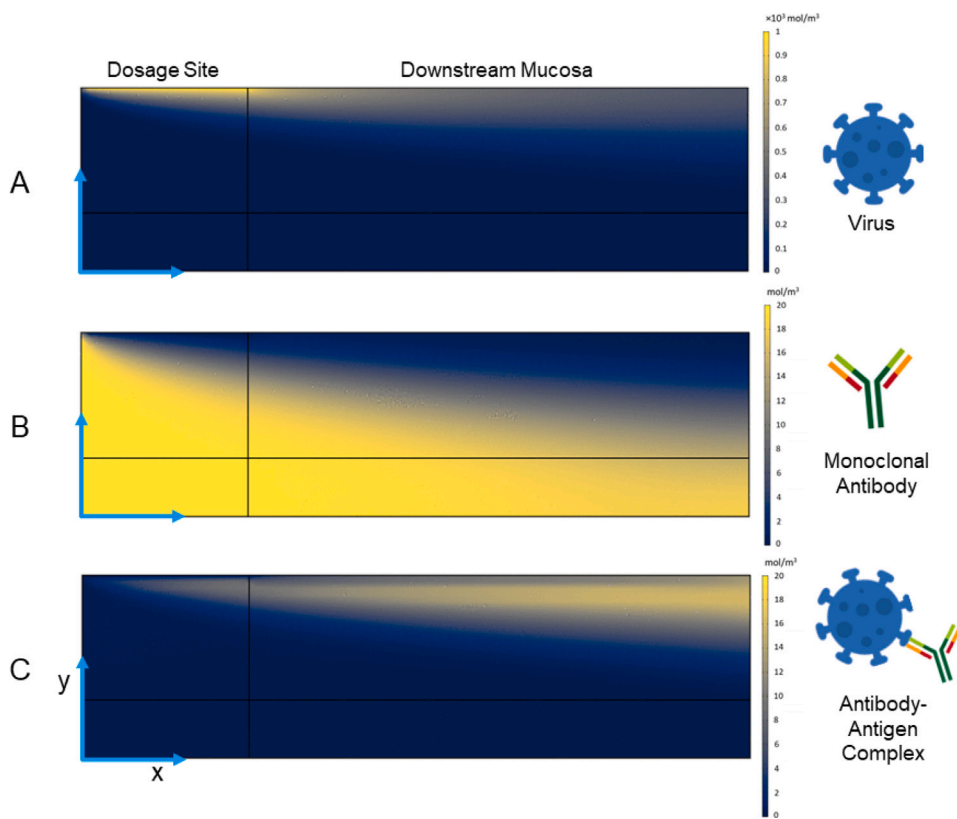 ×10³ mol/m³
Dosage Site Downstream Mucosa
1
0.9
0.8
0.7
0.6
0.5
0.4
0.3
0.2
0.1
0
A
Virus
mol/m³
20
18
16
14
12
10
8
6
4
2
0
B
Monoclonal
Antibody
mol/m³
20
18
16
14
12
10
8
6
4
2
0
C
y
x
Antibody-
Antigen
Complex